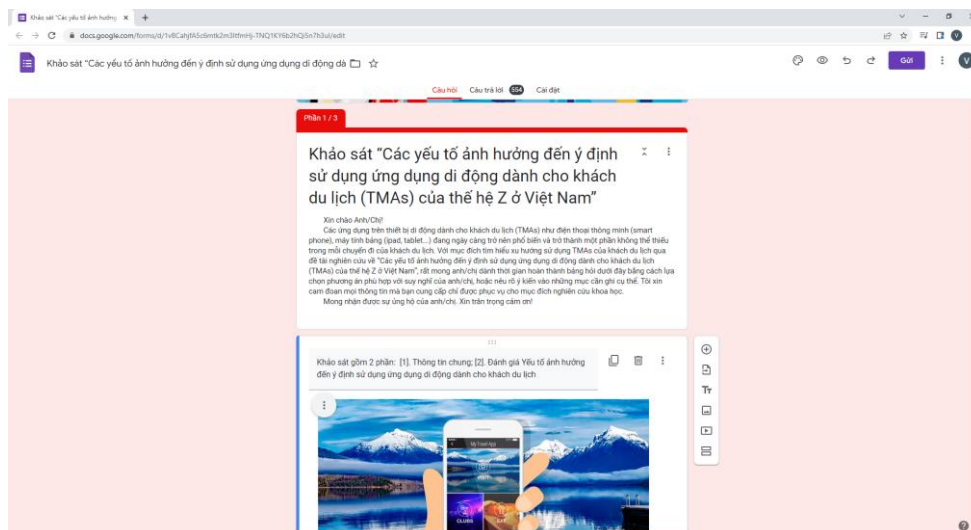 Khảo sát "Các yếu tố ảnh hưởng
docs.google.com/forms/d/
Khảo sát "Các yếu tố ảnh hưởng đến ý định sử dụng ứng dụng di động dà
Gửi
V
Câu hỏi Câu trả lời 554 Cài đặt
Phần 1 / 3
Khảo sát "Các yếu tố ảnh hưởng đến ý định
sử dụng ứng dụng di động dành cho khách
du lịch (TMAs) của thế hệ Z ở Việt Nam"
Xin chào Anh/Chị!
Các ứng dụng trên thiết bị di động dành cho khách du lịch (TMAs) như điện thoại thông minh (smart
phone), máy tính bảng (ipad, tablet...) đang ngày càng trở nên phổ biến và trở thành một phần không thể thiếu
trong mỗi chuyến đi của khách du lịch. Với mục đích tìm hiểu xu hướng sử dụng TMAs của khách du lịch qua
đề tài nghiên cứu về "Các yếu tố ảnh hưởng đến ý định sử dụng ứng dụng di động dành cho khách du lịch
(TMAs) của thế hệ Z ở Việt Nam", rất mong anh/chị dành thời gian hoàn thành bảng hỏi dưới đây bằng cách lựa
chọn phương án phù hợp với suy nghĩ của anh/chị, hoặc nêu rõ ý kiến vào những mục cần ghi cụ thể. Tôi xin
cam đoan mọi thông tin mà bạn cung cấp chỉ được phục vụ cho mục đích nghiên cứu khoa học.
Mong nhận được sự ủng hộ của anh/chị. Xin trân trọng cảm ơn!
Khảo sát gồm 2 phần: [1]. Thông tin chung; [2]. Đánh giá Yếu tố ảnh hưởng
đến ý định sử dụng ứng dụng di động dành cho khách du lịch
Tт
My Travel App
CLUBS EAT